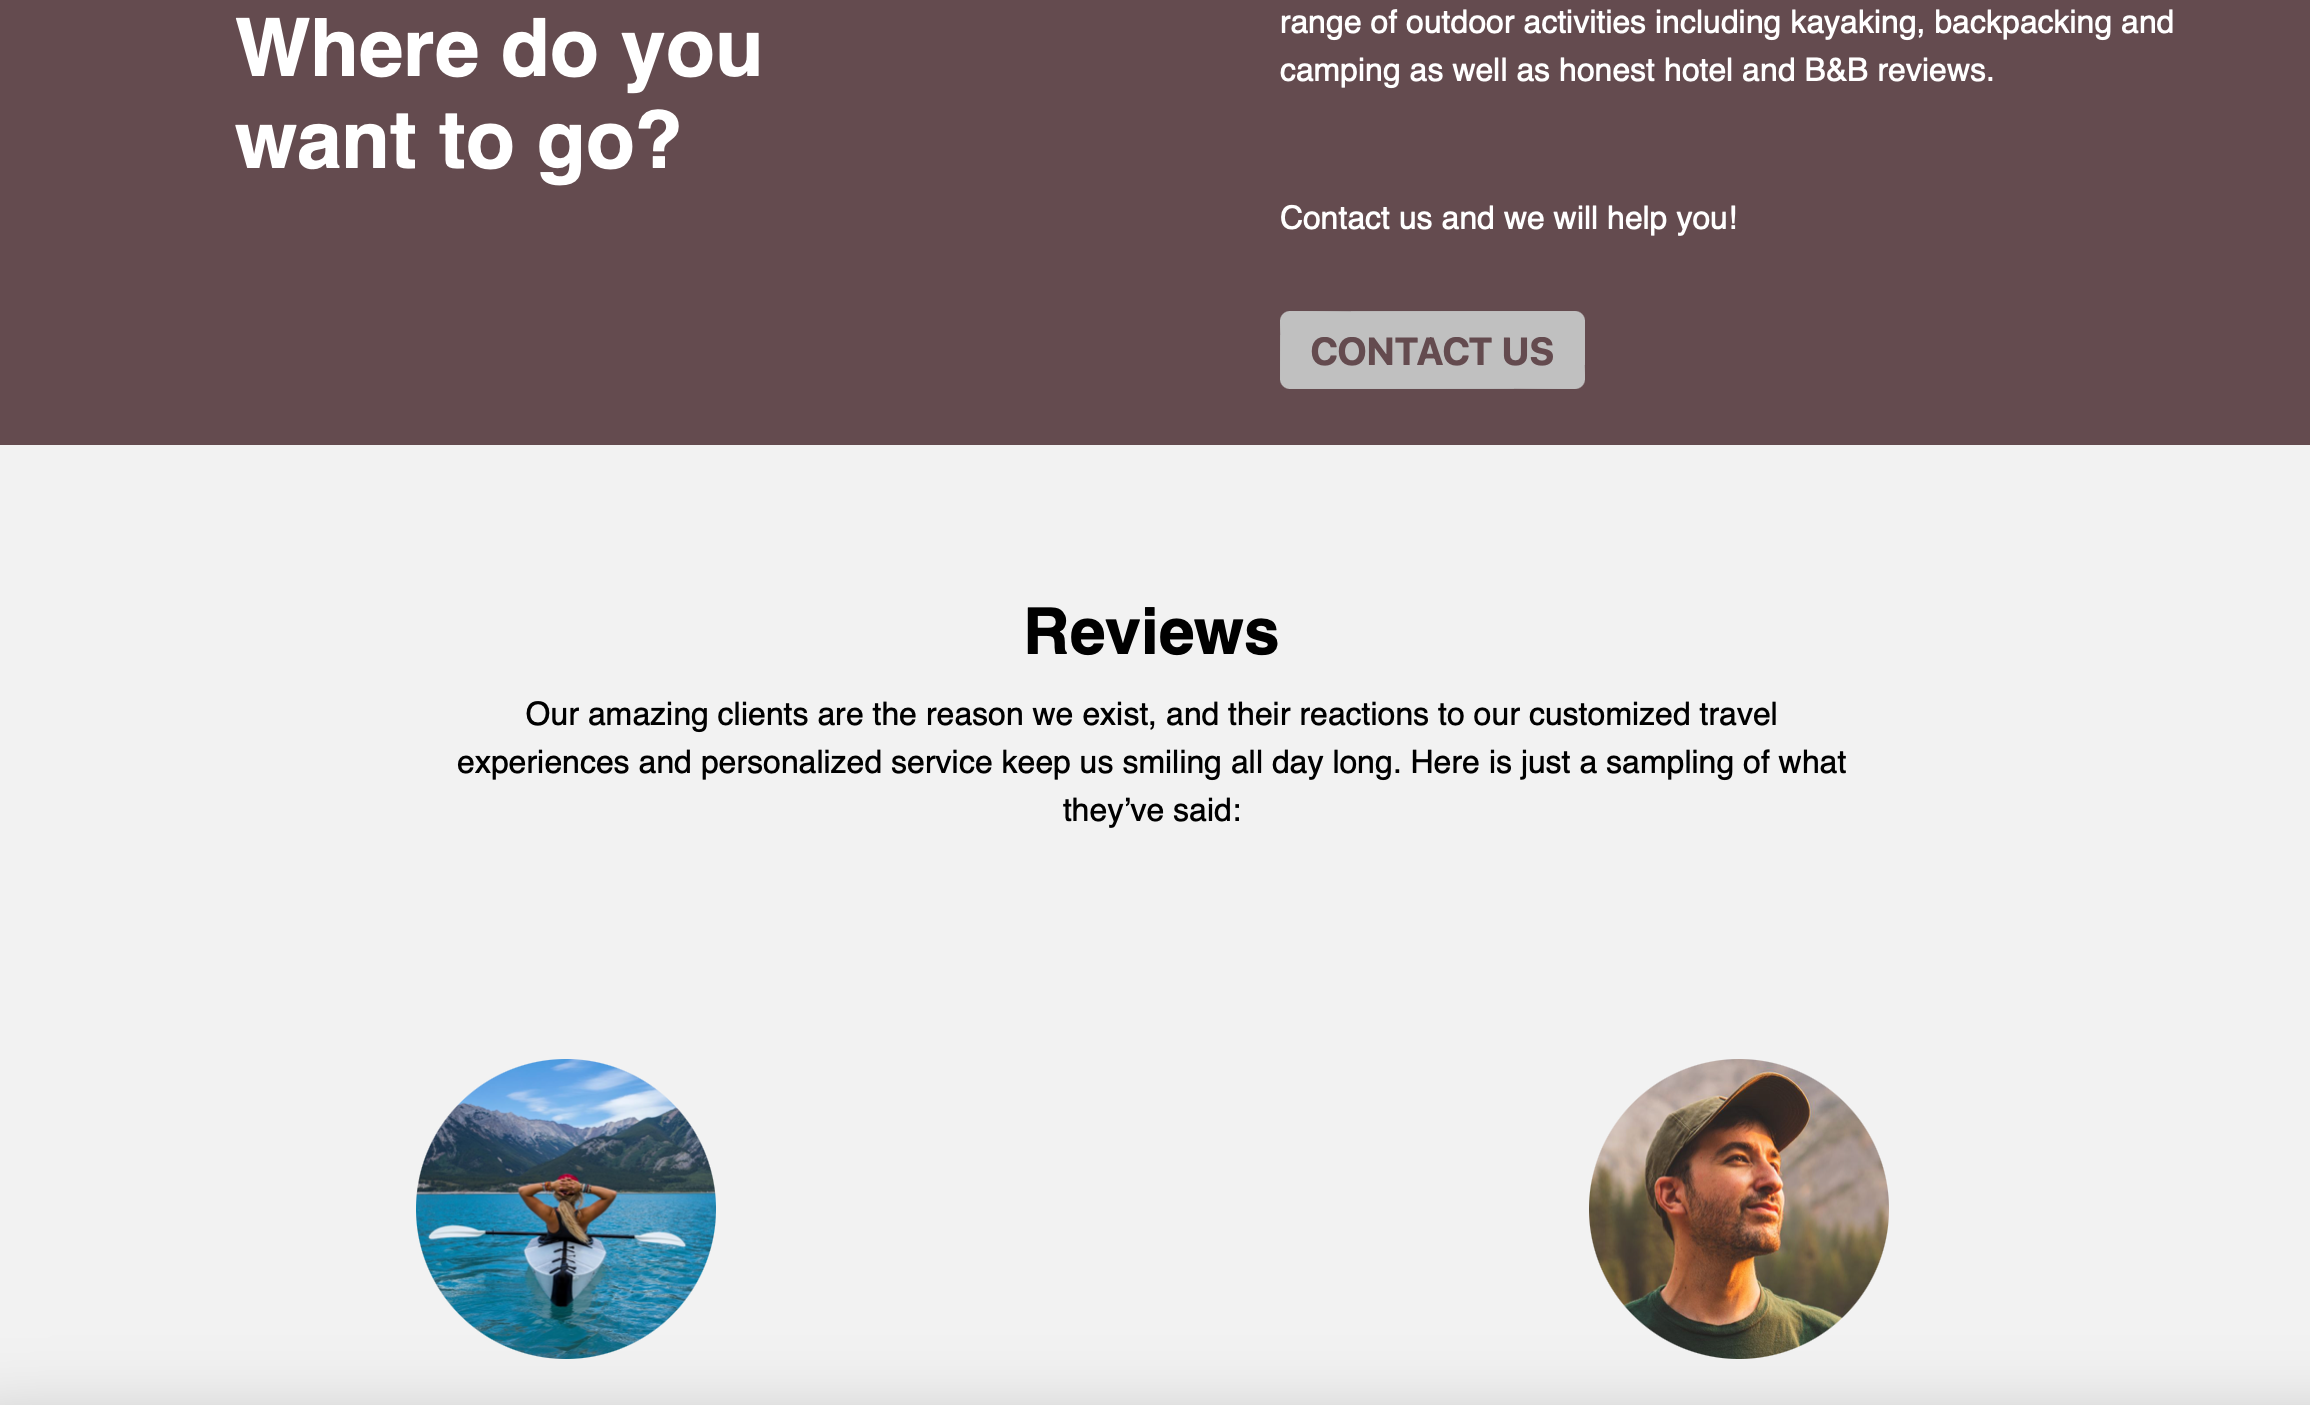 Where do you
want to go?
range of outdoor activities including kayaking, backpacking and
camping as well as honest hotel and B&B reviews.
Contact us and we will help you!
CONTACT US
Reviews
Our amazing clients are the reason we exist, and their reactions to our customized travel
experiences and personalized service keep us smiling all day long. Here is just a sampling of what
they’ve said: